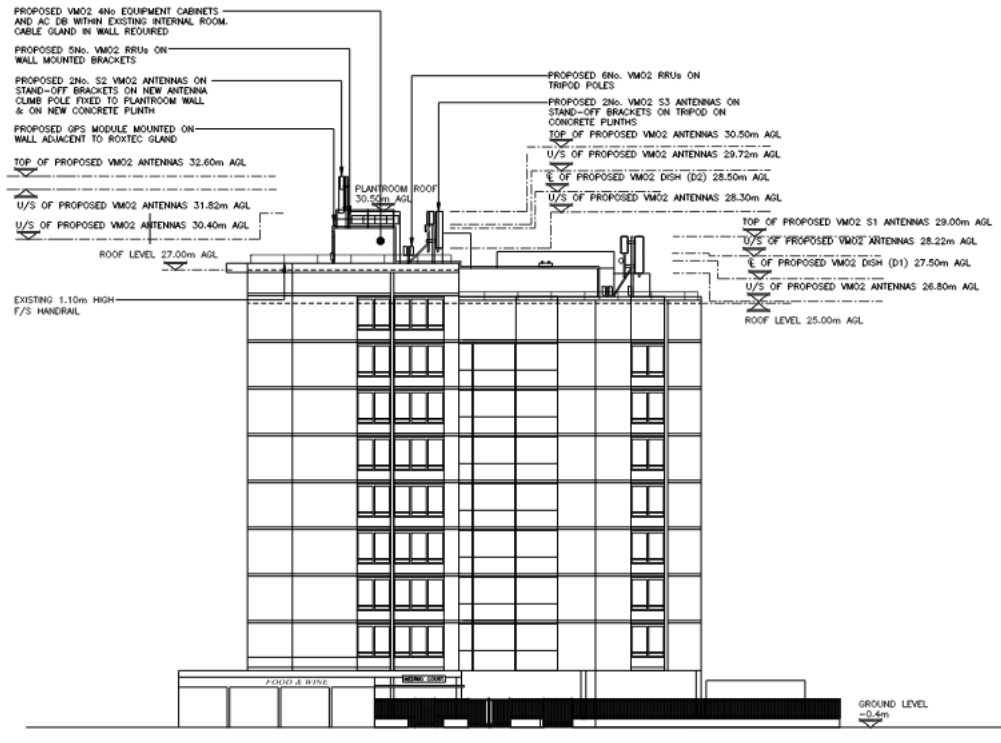 PROPOSED VMO2 4No EQUIPMENT CABINETS
AND AC DB WITHIN EXISTING INTERNAL ROOM.
CABLE GLAND IN WALL REQUIRED
PROPOSED 5No. VMO2 RRUs ON
WALL MOUNTED BRACKETS
PROPOSED 2No. S2 VMO2 ANTENNAS ON
STAND-OFF BRACKETS ON NEW ANTENNA
CLIMB POLE FIXED TO PLANTROOM WALL
& ON NEW CONCRETE PLINTH
PROPOSED GPS MODULE MOUNTED ON
WALL ADJACENT TO ROXTEC GLAND
TOP OF PROPOSED VMO2 ANTENNAS 32.60m AGL
U/S OF PROPOSED VMO2 ANTENNAS 31.82m AGL
U/S OF PROPOSED VMO2 ANTENNAS 30.40m AGL
ROOF LEVEL 27.00m AGL
EXISTING 1.10m HIGH
F/S HANDRAIL
PLANTROOM ROOF
30.50m AGL
PROPOSED 6No. VMO2 RRUs ON
TRIPOD POLES
PROPOSED 2No. VMO2 S3 ANTENNAS ON
STAND-OFF BRACKETS ON TRIPOD ON
CONCRETE PLINTHS
TOP OF PROPOSED VMO2 ANTENNAS 30.50m AGL
U/S OF PROPOSED VMO2 ANTENNAS 29.72m AGL
℄ OF PROPOSED VMO2 DISH (D2) 28.50m AGL
U/S OF PROPOSED VMO2 ANTENNAS 28.30m AGL
TOP OF PROPOSED VMO2 S1 ANTENNAS 29.00m AGL
U/S OF PROPOSED VMO2 ANTENNAS 28.22m AGL
℄ OF PROPOSED VMO2 DISH (D1) 27.50m AGL
U/S OF PROPOSED VMO2 ANTENNAS 26.80m AGL
ROOF LEVEL 25.00m AGL
FOOD & WINE
COURT
GROUND LEVEL
-0.4m